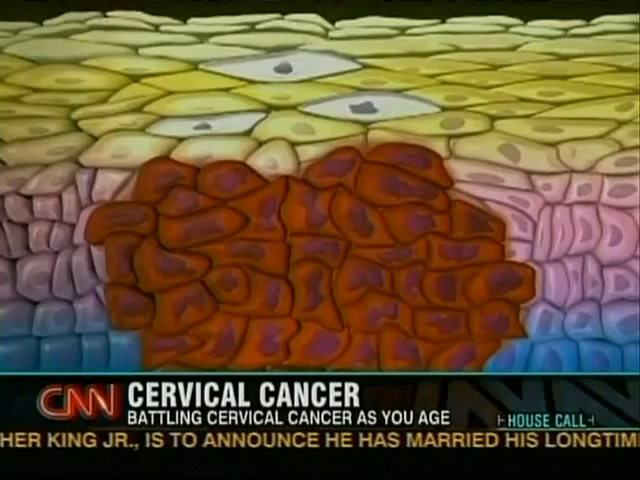 CNN
CERVICAL CANCER
BATTLING CERVICAL CANCER AS YOU AGE
HOUSE CALL
HER KING JR., IS TO ANNOUNCE HE HAS MARRIED HIS LONGTIM